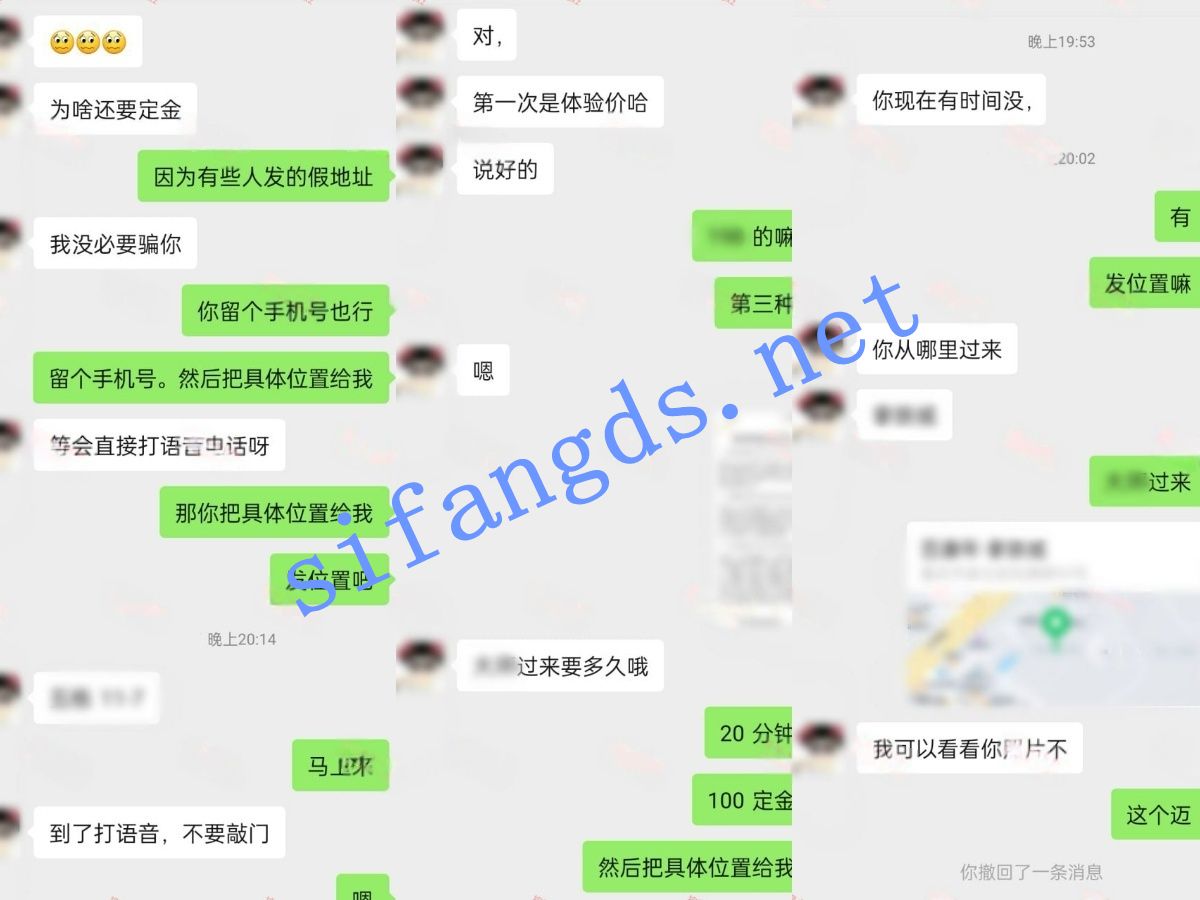 为啥还要定金
因为有些人发的假地址
我没必要骗你
你留个手机号也行
留个手机号。然后把具体位置给我
等会直接打语音电话呀
那你把具体位置给我
发位置吧
晚上20:14
马上来
到了打语音，不要敲门
嗯
对，
第一次是体验价哈
说好的
的嘛
第三种
嗯
过来要多久哦
20 分钟
100 定金
然后把具体位置给我
晚上19:53
你现在有时间没，
20:02
有
发位置嘛
你从哪里过来
过来
我可以看看你照片不
这个迈
你撤回了一条消息
sifangds.net